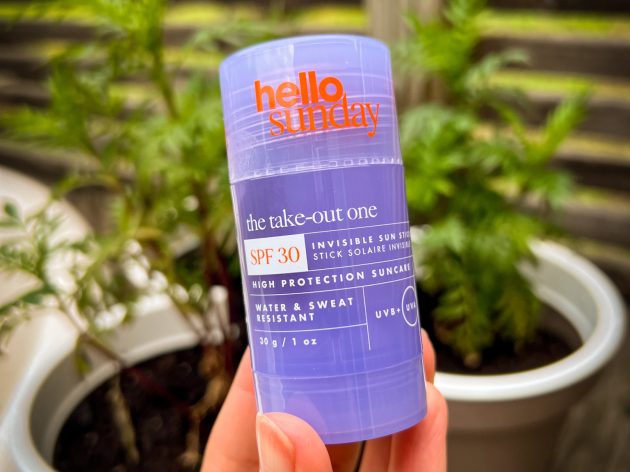 hello
sunday
the take-out one
SPF 30
INVISIBLE SUN STICK
STICK SOLAIRE INVISI
HIGH PROTECTION SUNCARE
WATER & SWEAT
RESISTANT
UVB+ UVA
30 g / 1 oz